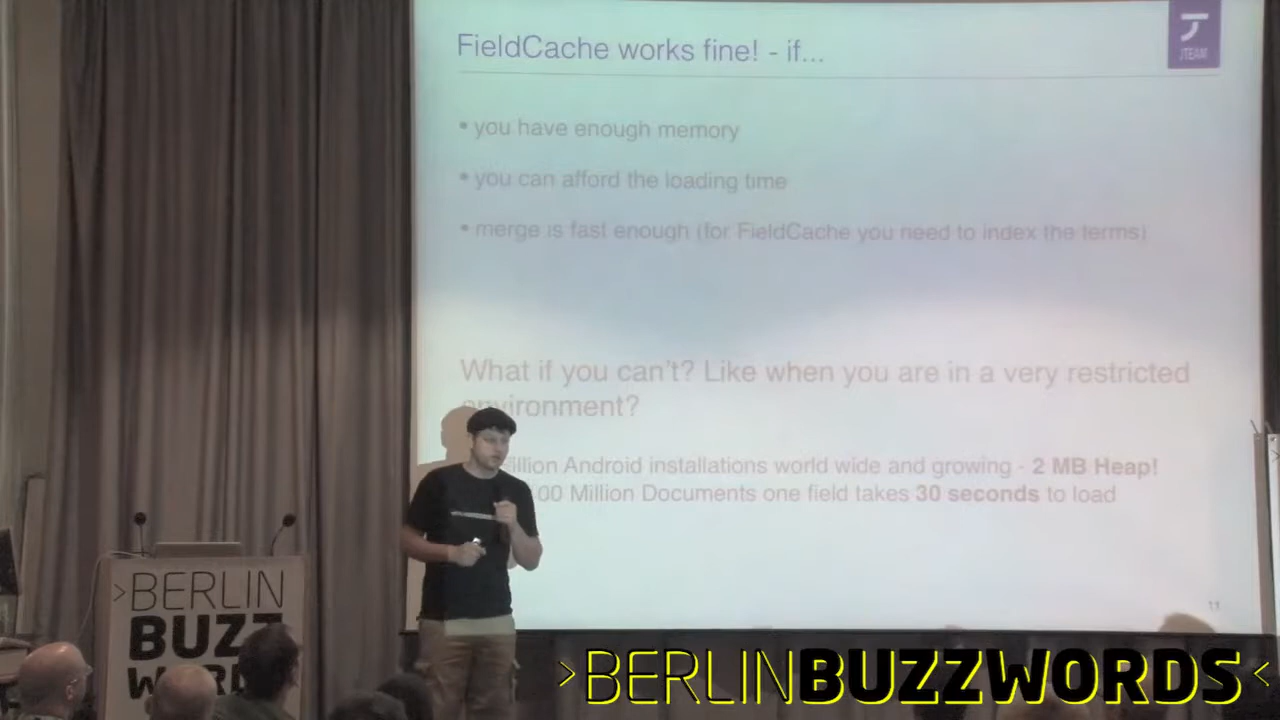 FieldCache works fine! - if...
JTEAM
• you have enough memory
• you can afford the loading time
• merge is fast enough (for FieldCache you need to index the terms)
What if you can't? Like when you are in a very restricted
environment?
Android installations world wide and growing - 2 MB Heap!
Million Documents one field takes 30 seconds to load
11
>BERLIN
BUZZ
>BERLINBUZZWORDS<